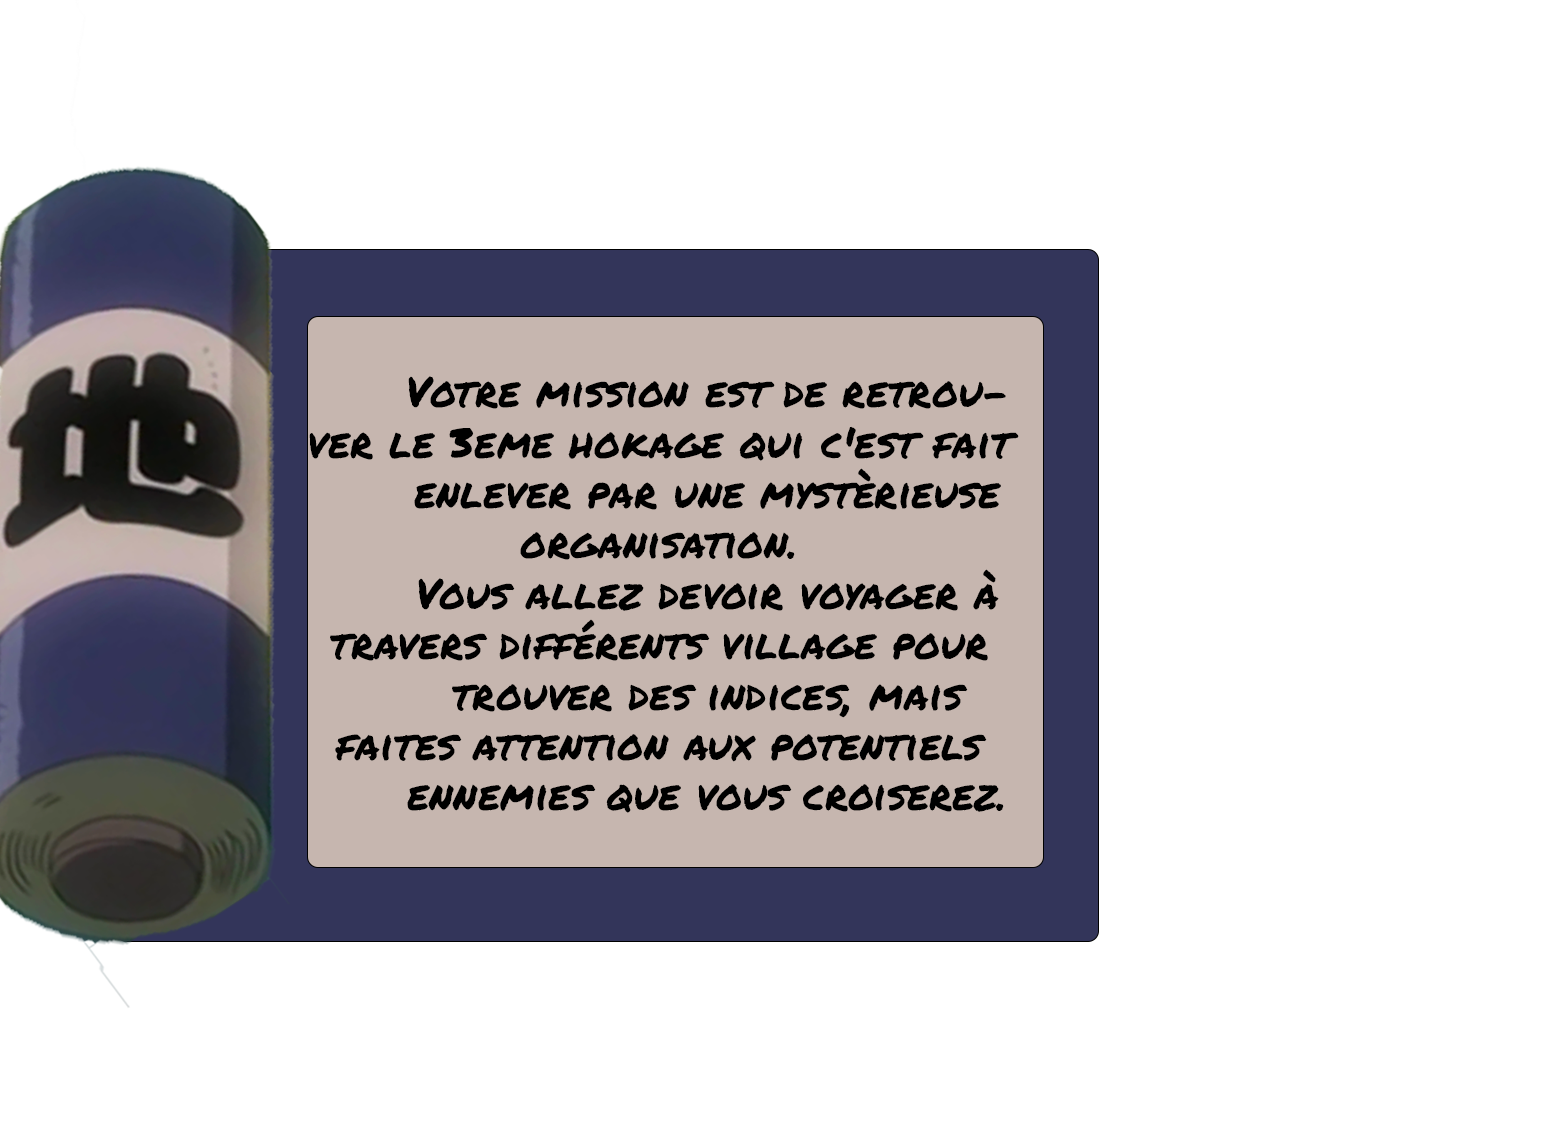 地
Votre mission est de retrou-
ver le 3eme hokage qui c'est fait
enlever par une mystèrieuse
organisation.
Vous allez devoir voyager à
travers différents village pour
trouver des indices, mais
faites attention aux potentiels
ennemies que vous croiserez.